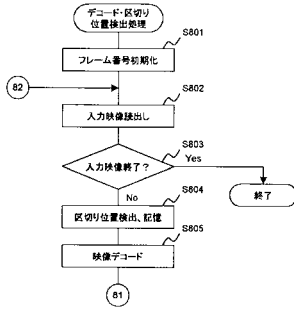 デコード・区切り
位置検出処理
S801
フレーム番号初期化
82
S802
入力映像読出し
S803
入力映像終了？
Yes
No
終了
S804
区切り位置検出、記憶
S805
映像デコード
81